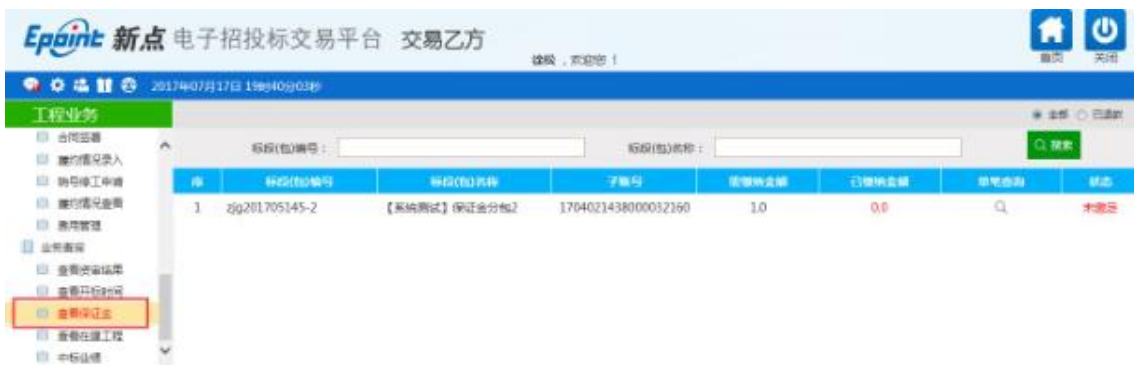 Epoint 新点 电子招投标交易平台 交易乙方
，欢迎您！
首页 关闭
2017年07月17日 19时40分03秒
工程业务
全部 已退款
合同签署
标段(包)编号：
标段(包)名称：
搜索
履约情况录入
序 标段(包)编号 标段(包)名称 子账号 需缴纳金额 已缴纳金额 单笔查询 状态
履约情况查看
1 zjg201705145-2 【系统测试】保证金分包2 1704021438000032160 1.0 0.0 未缴足
费用管理
业务查询
查看资审结果
查看开标时间
查看保证金
查看在建工程
中标业绩